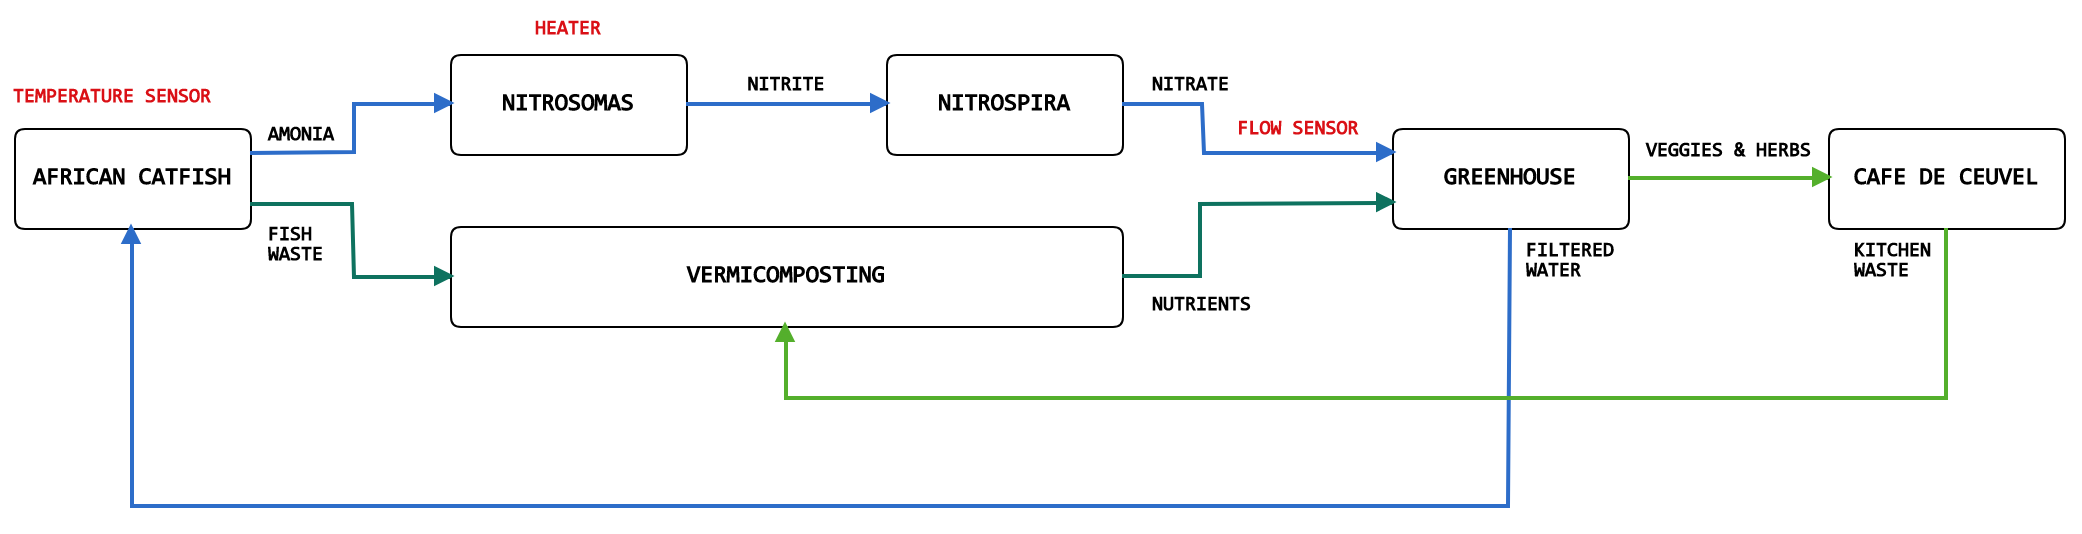 HEATER
TEMPERATURE SENSOR
NITRITE
NITRATE
NITROSOMAS
NITROSPIRA
FLOW SENSOR
AMONIA
VEGGIES & HERBS
AFRICAN CATFISH
GREENHOUSE
CAFE DE CEUVEL
FISH
WASTE
FILTERED
WATER
KITCHEN
WASTE
VERMICOMPOSTING
NUTRIENTS